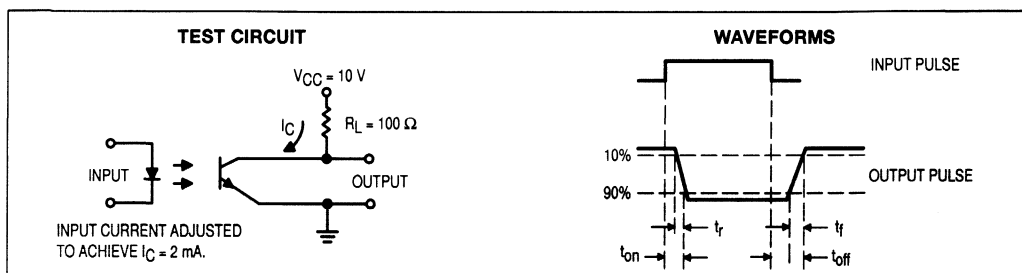 TEST CIRCUIT
VCC = 10 V
IC
RL = 100 Ω
INPUT
OUTPUT
INPUT CURRENT ADJUSTED
TO ACHIEVE IC = 2 mA.
WAVEFORMS
INPUT PULSE
10%
OUTPUT PULSE
90%
tr
tf
ton
toff